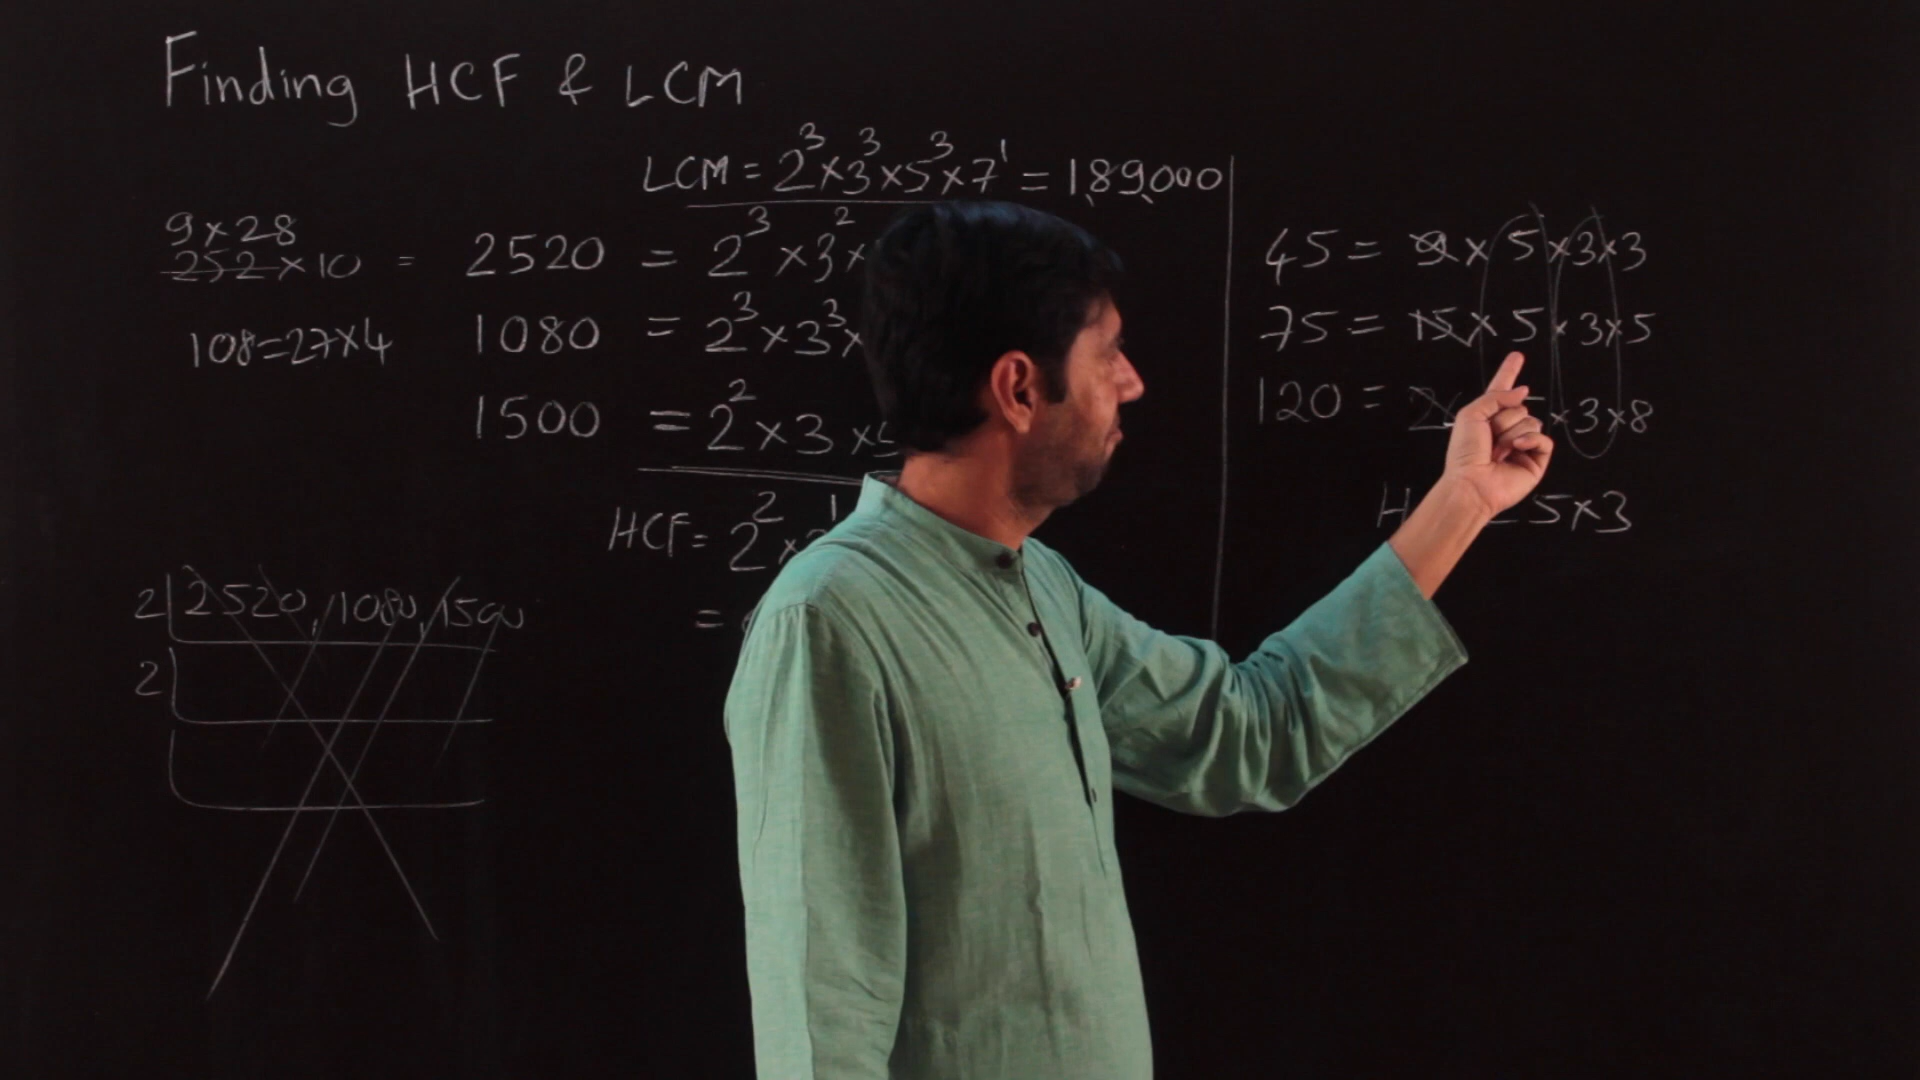 Finding HCF & LCM
LCM = 2³ × 3³ × 5³ × 7¹ = 1,89,000
9 × 28
252 × 10 = 2520 = 2³ × 3² ×
108 = 27 × 4 1080 = 2³ × 3³ ×
1500 = 2² × 3 × 5
HCF = 2² ×
=
2 | 2520, 1080, 1500
2
45 = 9 × 5 × 3 × 3
75 = 15 × 5 × 3 × 5
120 = × 3 × 8
H 5 × 3